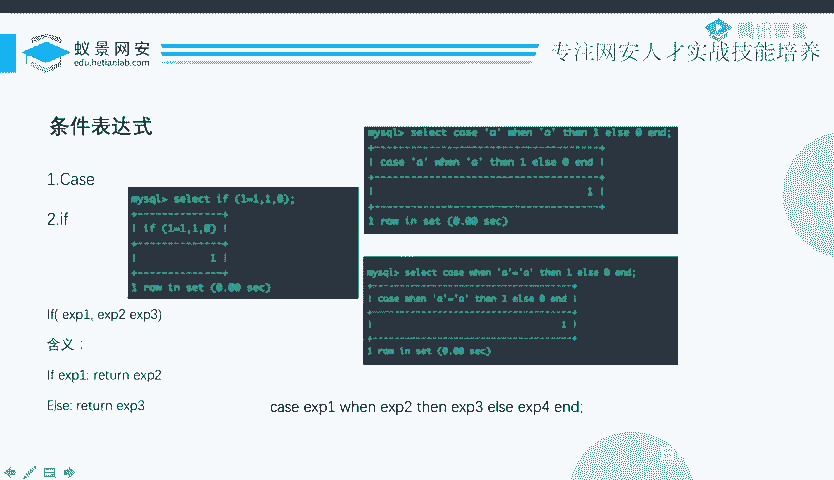 蚁景网安
edu.hetianlab.com
专注网安人才实战技能培养
条件表达式
1.Case
2.if
mysql> select if (1=1,1,0);
| if (1=1,1,0) |
| 1 |
1 row in set (0.00 sec)
mysql> select case 'a' when 'a' then 1 else 0 end;
| case 'a' when 'a' then 1 else 0 end |
| 1 |
1 row in set (0.00 sec)
mysql> select case when 'a'='a' then 1 else 0 end;
| case when 'a'='a' then 1 else 0 end |
| 1 |
1 row in set (0.00 sec)
If( exp1, exp2 exp3)
含义：
If exp1: return exp2
Else: return exp3
case exp1 when exp2 then exp3 else exp4 end;